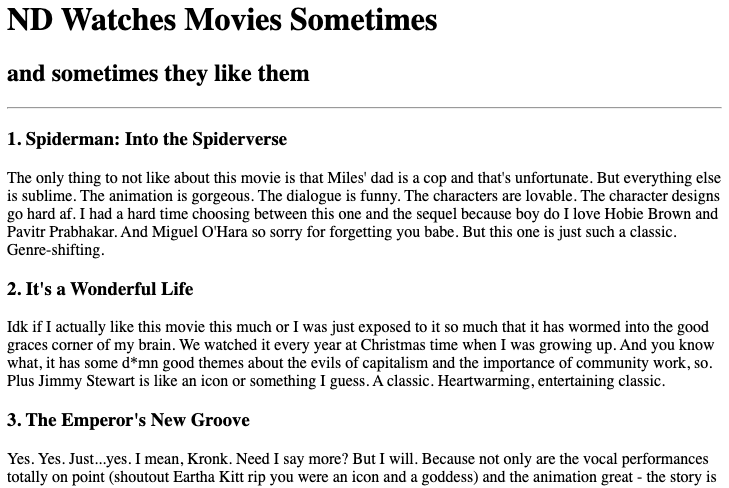 ND Watches Movies Sometimes
and sometimes they like them
1. Spiderman: Into the Spiderverse
The only thing to not like about this movie is that Miles' dad is a cop and that's unfortunate. But everything else
is sublime. The animation is gorgeous. The dialogue is funny. The characters are lovable. The character designs
go hard af. I had a hard time choosing between this one and the sequel because boy do I love Hobie Brown and
Pavitr Prabhakar. And Miguel O'Hara so sorry for forgetting you babe. But this one is just such a classic.
Genre-shifting.
2. It's a Wonderful Life
Idk if I actually like this movie this much or I was just exposed to it so much that it has wormed into the good
graces corner of my brain. We watched it every year at Christmas time when I was growing up. And you know
what, it has some d*mn good themes about the evils of capitalism and the importance of community work, so.
Plus Jimmy Stewart is like an icon or something I guess. A classic. Heartwarming, entertaining classic.
3. The Emperor's New Groove
Yes. Yes. Just...yes. I mean, Kronk. Need I say more? But I will. Because not only are the vocal performances
totally on point (shoutout Eartha Kitt rip you were an icon and a goddess) and the animation great - the story is